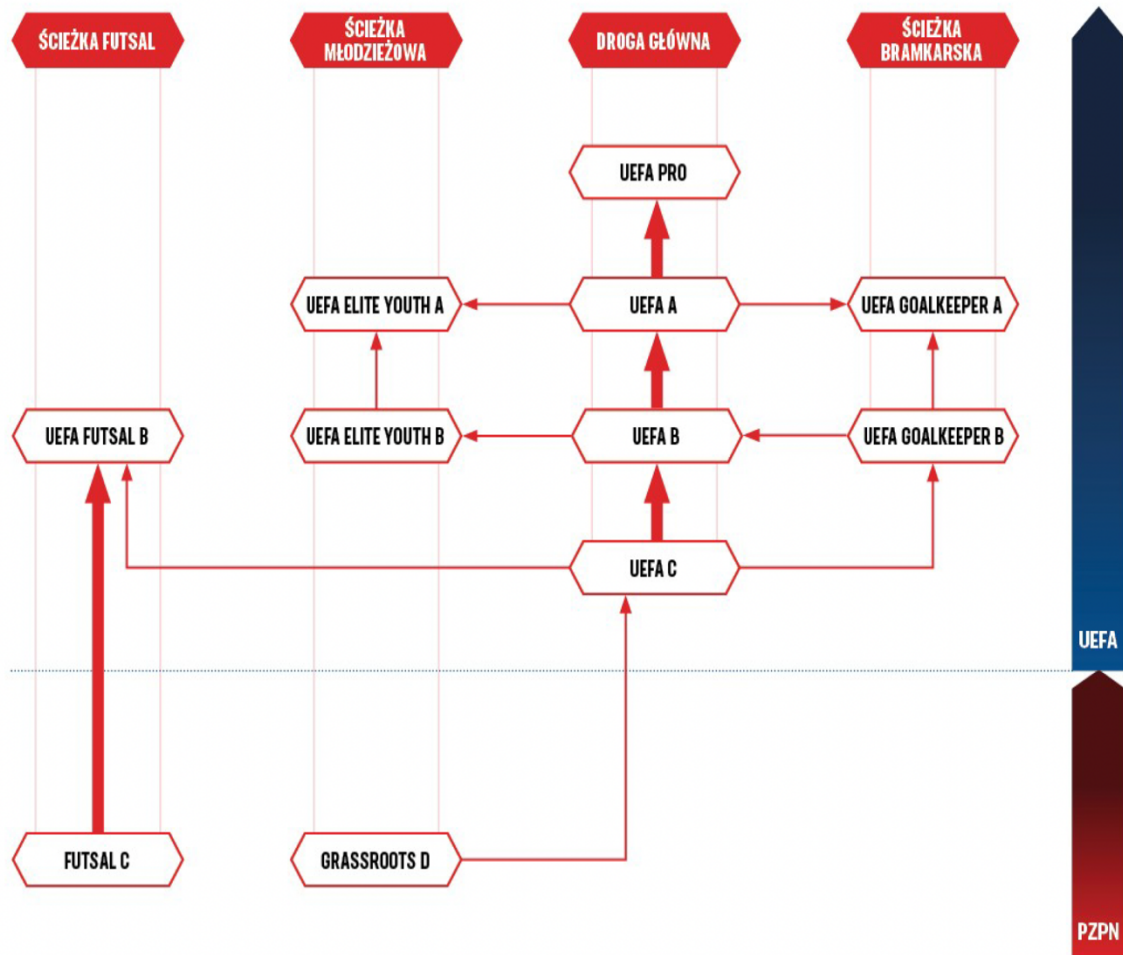 ŚCIEŻKA FUTSAL
ŚCIEŻKA
MŁODZIEŻOWA
DROGA GŁÓWNA
ŚCIEŻKA
BRAMKARSKA
UEFA PRO
UEFA ELITE YOUTH A
UEFA A
UEFA GOALKEEPER A
UEFA FUTSAL B
UEFA ELITE YOUTH B
UEFA B
UEFA GOALKEEPER B
UEFA C
UEFA
FUTSAL C
GRASSROOTS D
PZPN